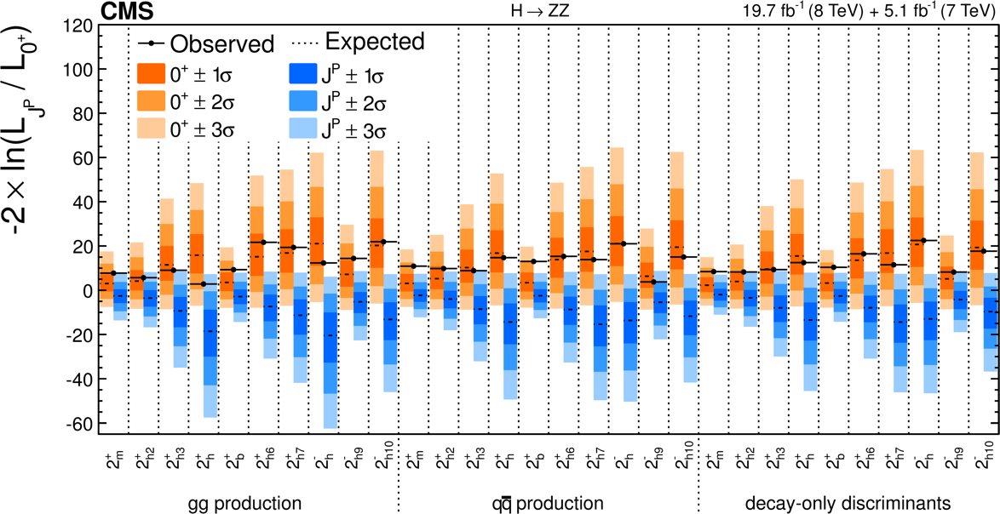 CMS H → ZZ 19.7 fb⁻¹ (8 TeV) + 5.1 fb⁻¹ (7 TeV)
-2 × ln(L_Jᴾ / L_0⁺)
120
100
80
60
40
20
0
-20
-40
-60
Observed Expected
0⁺ ± 1σ Jᴾ ± 1σ
0⁺ ± 2σ Jᴾ ± 2σ
0⁺ ± 3σ Jᴾ ± 3σ
2⁺m 2⁺h2 2⁺h3 2⁺h 2⁺b 2⁺h6 2⁺h7 2⁻h 2⁻h9 2⁻h10 2⁺m 2⁺h2 2⁺h3 2⁺h 2⁺b 2⁺h6 2⁺h7 2⁻h 2⁻h9 2⁻h10 2⁺m 2⁺h2 2⁺h3 2⁺h 2⁺b 2⁺h6 2⁺h7 2⁻h 2⁻h9 2⁻h10
gg production qq̅ production decay-only discriminants